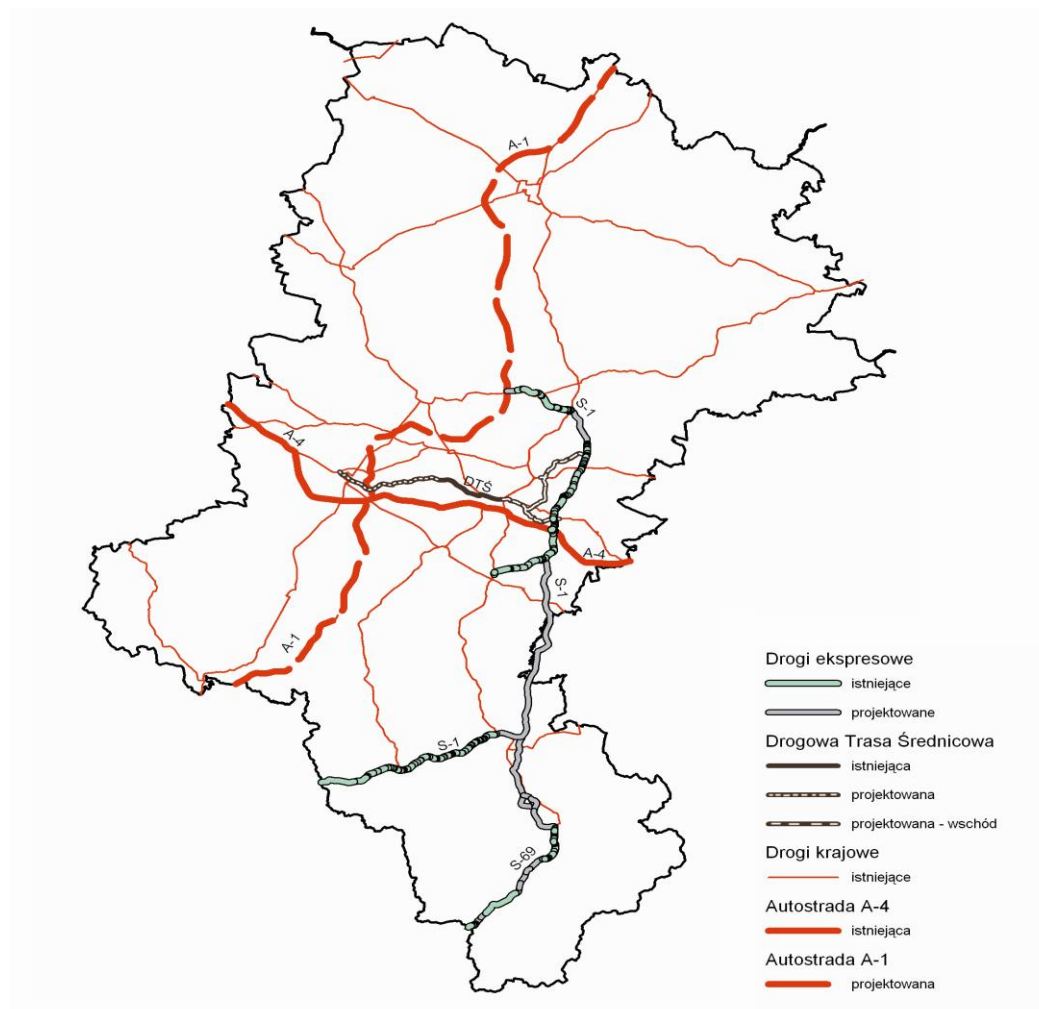 A-1
S-1
A-4
DTŚ
A-4
S-1
A-1
S-1
S-69
Drogi ekspresowe
istniejące
projektowane
Drogowa Trasa Średnicowa
istniejąca
projektowana
projektowana - wschód
Drogi krajowe
istniejące
Autostrada A-4
istniejąca
Autostrada A-1
projektowana